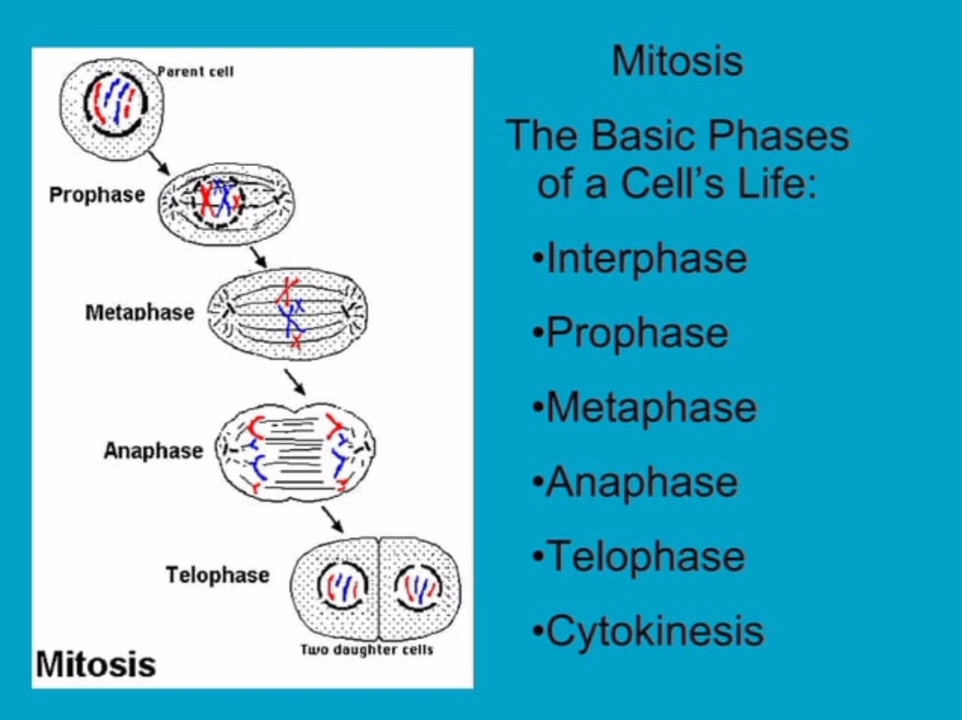 Parent cell
Prophase
Metaphase
Anaphase
Telophase
Two daughter cells
Mitosis
Mitosis
The Basic Phases
of a Cell's Life:
•Interphase
•Prophase
•Metaphase
•Anaphase
•Telophase
•Cytokinesis